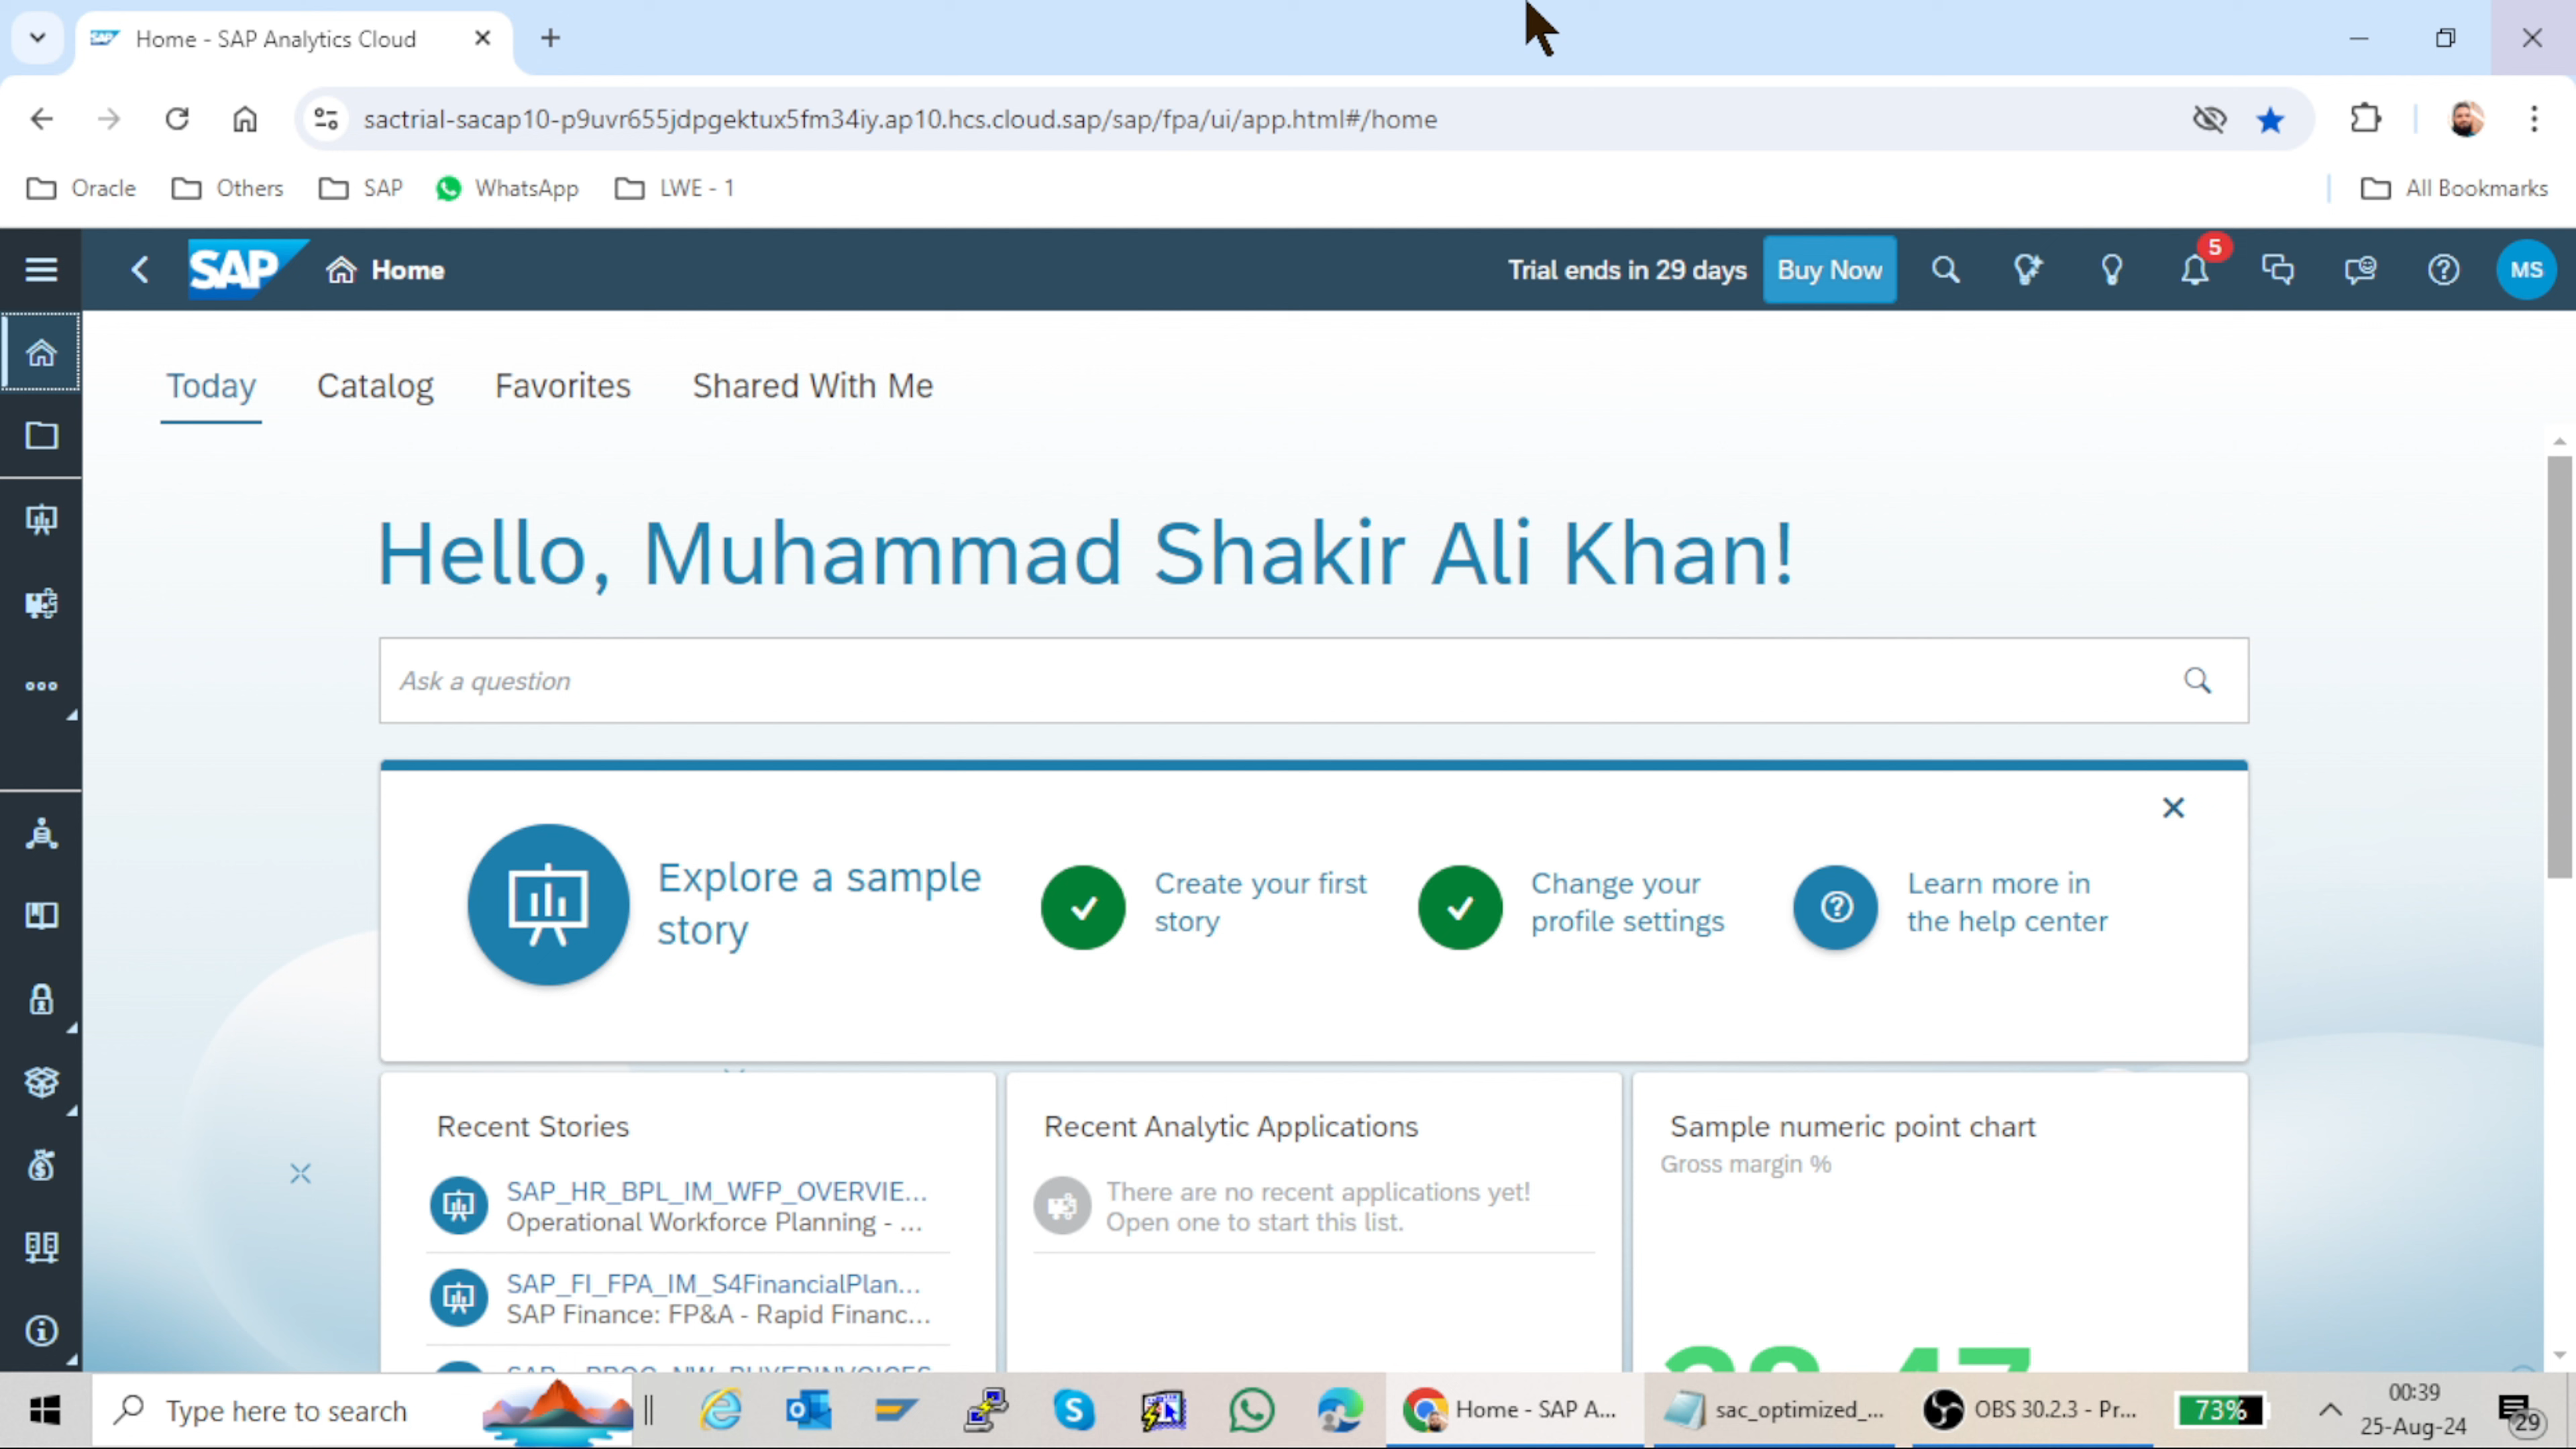 Home - SAP Analytics Cloud
sactrial-sacap10-p9uvr655jdpgektux5fm34iy.ap10.hcs.cloud.sap/sap/fpa/ui/app.html#/home
Oracle Others SAP WhatsApp LWE - 1 All Bookmarks
SAP Home Trial ends in 29 days Buy Now 5 MS
Today Catalog Favorites Shared With Me
Hello, Muhammad Shakir Ali Khan!
Ask a question
Explore a sample
story
Create your first
story
Change your
profile settings
Learn more in
the help center
Recent Stories
SAP_HR_BPL_IM_WFP_OVERVIE...
Operational Workforce Planning - ...
SAP_FI_FPA_IM_S4FinancialPlan...
SAP Finance: FP&A - Rapid Financ...
Recent Analytic Applications
There are no recent applications yet!
Open one to start this list.
Sample numeric point chart
Gross margin %
Type here to search
Home - SAP A...
sac_optimized_...
OBS 30.2.3 - Pr...
73%
00:39
25-Aug-24
29